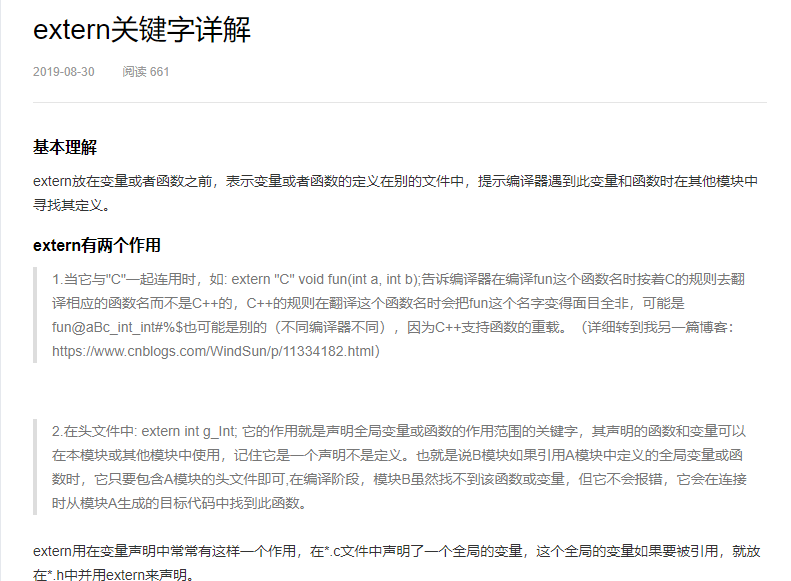 extern关键字详解
2019-08-30 阅读 661
基本理解
extern放在变量或者函数之前，表示变量或者函数的定义在别的文件中，提示编译器遇到此变量和函数时在其他模块中
寻找其定义。
extern有两个作用
1.当它与"C"一起连用时，如: extern "C" void fun(int a, int b);告诉编译器在编译fun这个函数名时按着C的规则去翻
译相应的函数名而不是C++的，C++的规则在翻译这个函数名时会把fun这个名字变得面目全非，可能是
fun@aBc_int_int#%$也可能是别的（不同编译器不同），因为C++支持函数的重载。（详细转到我另一篇博客：
https://www.cnblogs.com/WindSun/p/11334182.html）
2.在头文件中: extern int g_Int; 它的作用就是声明全局变量或函数的作用范围的关键字，其声明的函数和变量可以
在本模块或其他模块中使用，记住它是一个声明不是定义。也就是说B模块如果引用A模块中定义的全局变量或函
数时，它只要包含A模块的头文件即可,在编译阶段，模块B虽然找不到该函数或变量，但它不会报错，它会在连接
时从模块A生成的目标代码中找到此函数。
extern用在变量声明中常常有这样一个作用，在*.c文件中声明了一个全局的变量，这个全局的变量如果要被引用，就放
在*.h中并用extern来声明。